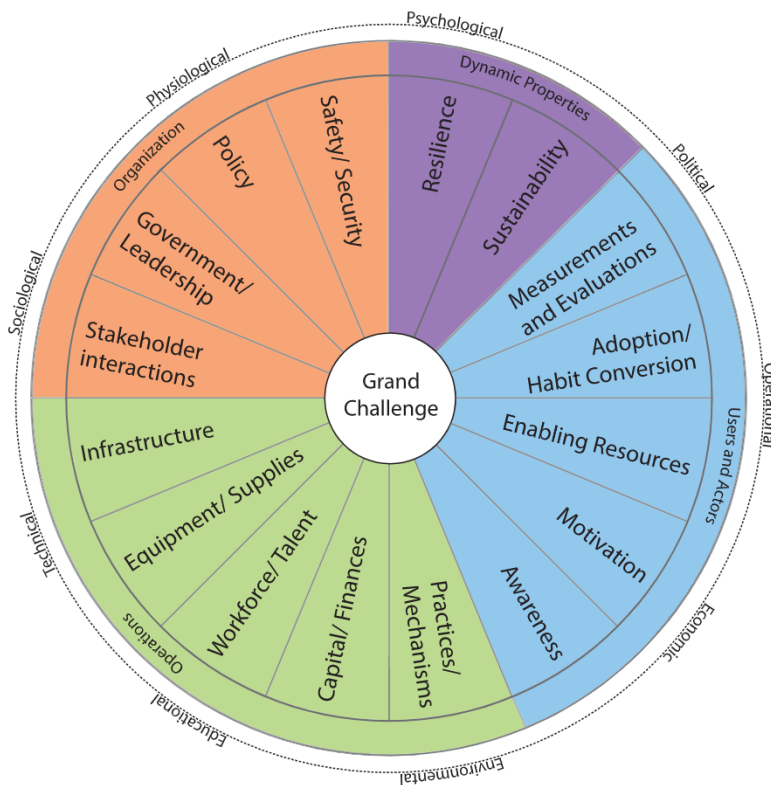 Psychological
Physiological
Political
Sociological
Operational
Technical
Economic
Educational
Environmental
Dynamic Properties
Organization
Users and Actors
Operations
Resilience
Sustainability
Measurements
and Evaluations
Adoption/
Habit Conversion
Enabling Resources
Motivation
Awareness
Practices/
Mechanisms
Capital/ Finances
Workforce/ Talent
Equipment/ Supplies
Infrastructure
Stakeholder
interactions
Government/
Leadership
Policy
Safety/ Security
Grand
Challenge